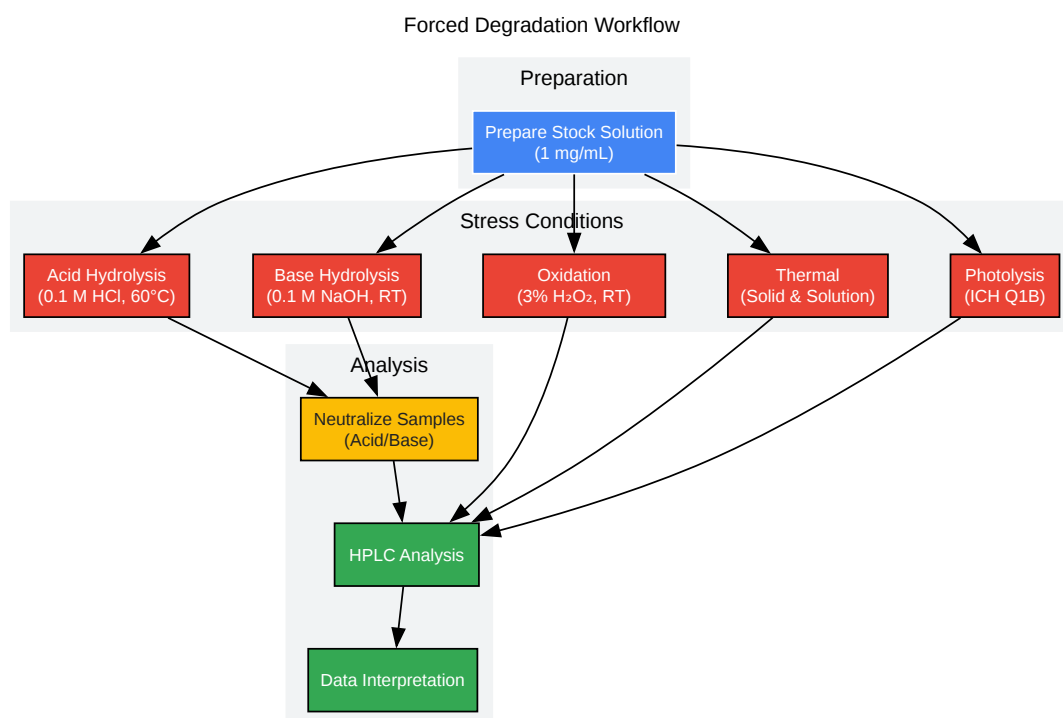 Forced Degradation Workflow
Preparation
Prepare Stock Solution
(1 mg/mL)
Stress Conditions
Acid Hydrolysis
(0.1 M HCl, 60°C)
Base Hydrolysis
(0.1 M NaOH, RT)
Oxidation
(3% H₂O₂, RT)
Thermal
(Solid & Solution)
Photolysis
(ICH Q1B)
Analysis
Neutralize Samples
(Acid/Base)
HPLC Analysis
Data Interpretation